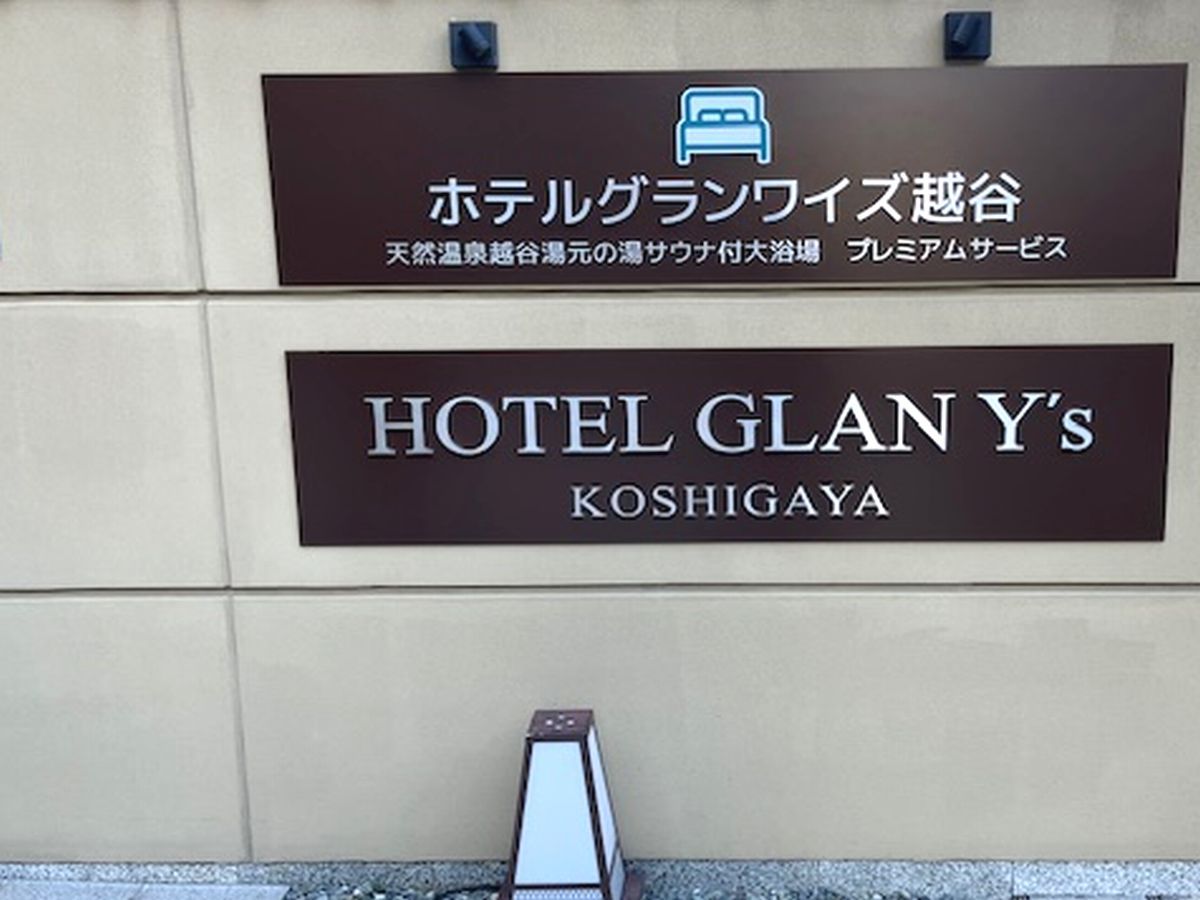 ホテルグランワイズ越谷
天然温泉越谷湯元の湯サウナ付大浴場　プレミアムサービス
HOTEL GLAN Y's
KOSHIGAYA